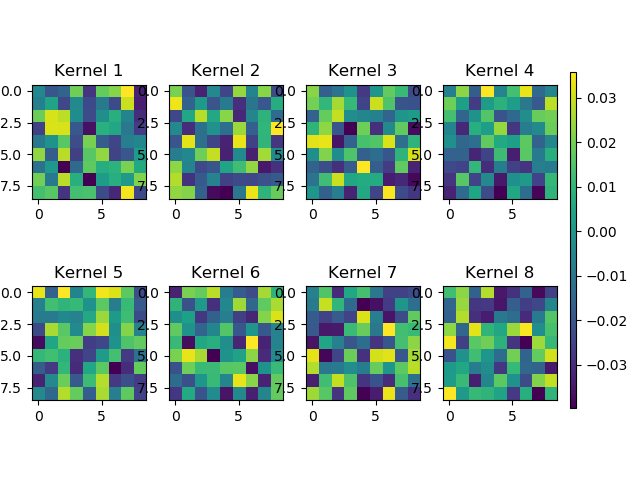 Kernel 1 Kernel 2 Kernel 3 Kernel 4
0.0 0.0 0.0 0.0 0.03
2.5 2.5 2.5 2.5 0.02
5.0 5.0 5.0 5.0 0.01
7.5 7.5 7.5 7.5 0.00
0 5 0 5 0 5 0 5
Kernel 5 Kernel 6 Kernel 7 Kernel 8
0.0 0.0 0.0 0.0 −0.01
2.5 2.5 2.5 2.5 −0.02
5.0 5.0 5.0 5.0 −0.03
7.5 7.5 7.5 7.5
0 5 0 5 0 5 0 5